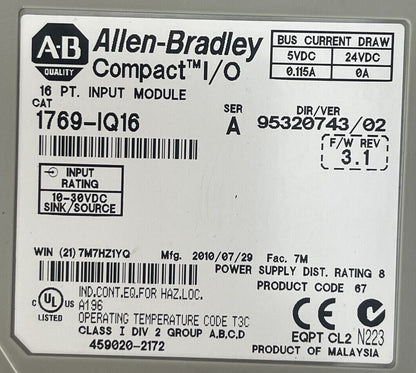 A-B Allen-Bradley
QUALITY Compact™ I/O
BUS CURRENT DRAW
5VDC 24VDC
0.115A 0A
16 PT. INPUT MODULE
CAT
1769-IQ16
SER
A
DIR/VER
95320743/02
F/W REV
3.1
INPUT
RATING
10-30VDC
SINK/SOURCE
WIN (21) 7M7HZ1YQ Mfg. 2010/07/29 Fac. 7M
POWER SUPPLY DIST. RATING 8
PRODUCT CODE 67
C UL US
LISTED
IND.CONT.EQ.FOR HAZ.LOC.
A196
OPERATING TEMPERATURE CODE T3C
CLASS I DIV 2 GROUP A,B,C,D
459020-2172
CE C N223
EQPT CL2
PRODUCT OF MALAYSIA